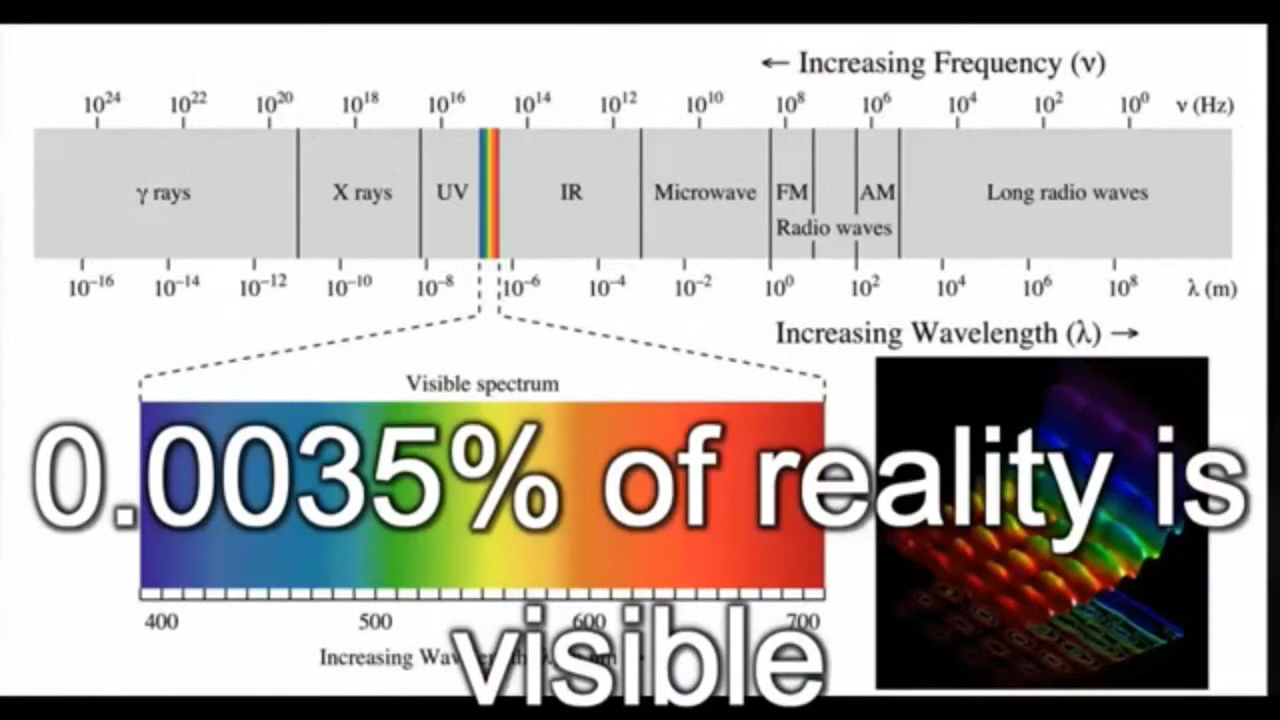 ← Increasing Frequency (ν)
10²⁴ 10²² 10²⁰ 10¹⁸ 10¹⁶ 10¹⁴ 10¹² 10¹⁰ 10⁸ 10⁶ 10⁴ 10² 10⁰ ν (Hz)
γ rays X rays UV IR Microwave FM AM Long radio waves
Radio waves
10⁻¹⁶ 10⁻¹⁴ 10⁻¹² 10⁻¹⁰ 10⁻⁸ 10⁻⁶ 10⁻⁴ 10⁻² 10⁰ 10² 10⁴ 10⁶ 10⁸ λ (m)
Increasing Wavelength (λ) →
Visible spectrum
0.0035% of reality is
400 500 600 700
visible
Increasing